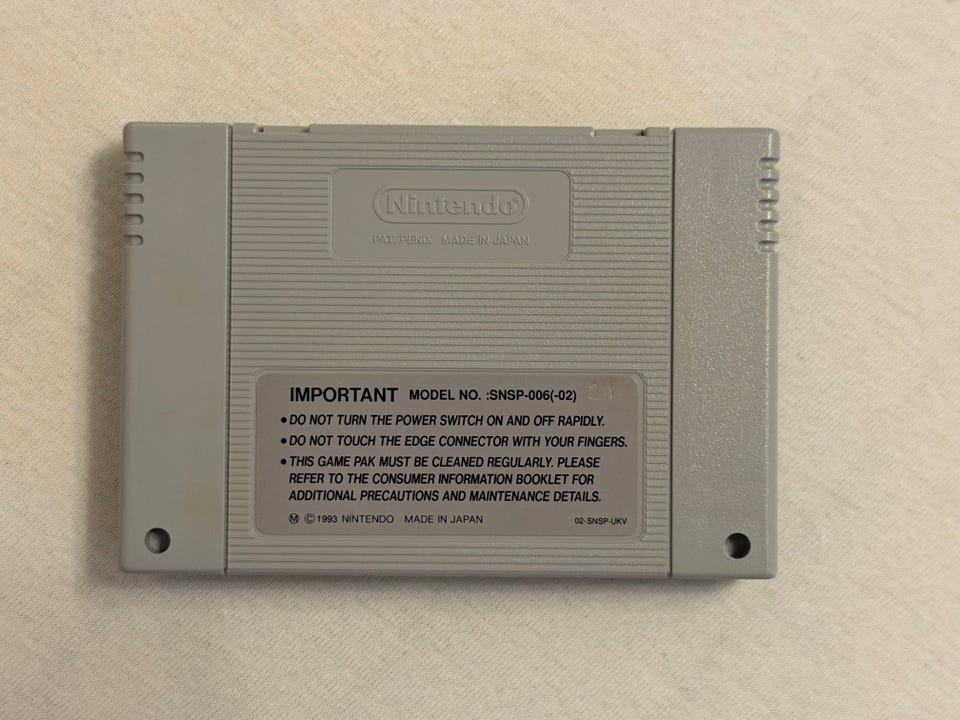 Nintendo
PAT. PEND. MADE IN JAPAN
IMPORTANT MODEL NO. :SNSP-006(-02)
• DO NOT TURN THE POWER SWITCH ON AND OFF RAPIDLY.
• DO NOT TOUCH THE EDGE CONNECTOR WITH YOUR FINGERS.
• THIS GAME PAK MUST BE CLEANED REGULARLY. PLEASE
REFER TO THE CONSUMER INFORMATION BOOKLET FOR
ADDITIONAL PRECAUTIONS AND MAINTENANCE DETAILS.
Ⓜ ©1993 NINTENDO MADE IN JAPAN 02-SNSP-UKV